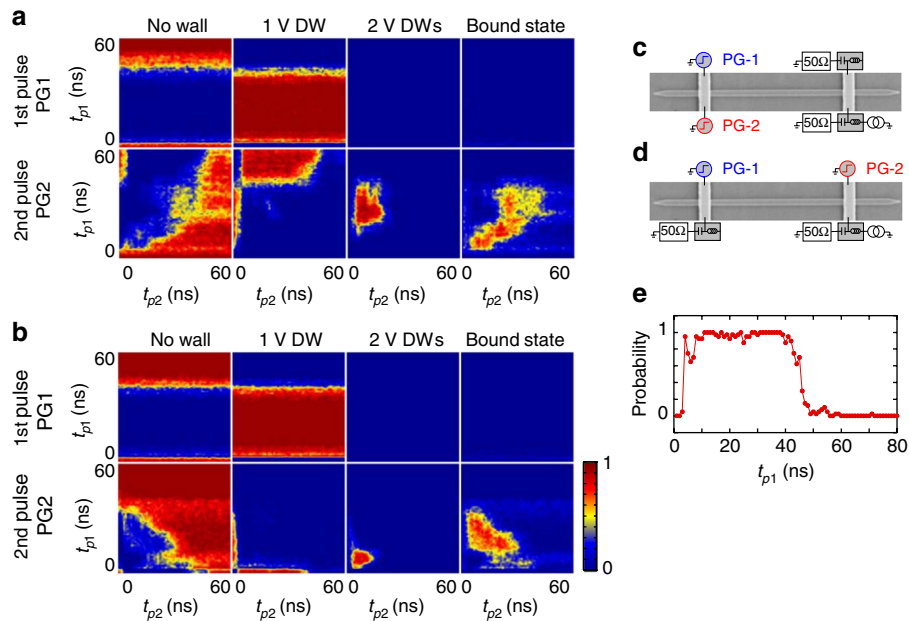 a
No wall
1 V DW
2 V DWs
Bound state
1st pulse
PG1
t_p1 (ns)
60
0
2nd pulse
PG2
t_p1 (ns)
60
0
0 60
0 60
0 60
0 60
t_p2 (ns)
t_p2 (ns)
t_p2 (ns)
t_p2 (ns)
b
No wall
1 V DW
2 V DWs
Bound state
1st pulse
PG1
t_p1 (ns)
60
0
2nd pulse
PG2
t_p1 (ns)
60
0
0 60
0 60
0 60
0 60
t_p2 (ns)
t_p2 (ns)
t_p2 (ns)
t_p2 (ns)
1
0
c
PG-1
50Ω
PG-2
50Ω
d
PG-1
PG-2
50Ω
50Ω
e
Probability
1
0
0 20 40 60 80
t_p1 (ns)